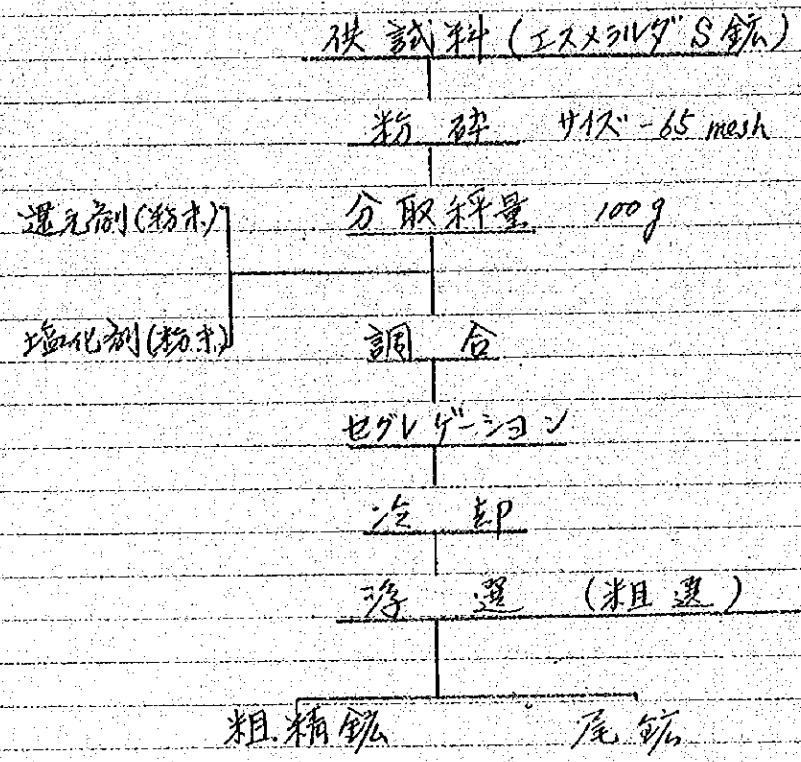 供試料(エスメラルダS鉱)
粉砕 サイズ -65 mesh
還元剤(粉末) 分取秤量 100g
塩化剤(粉末) 調合
セグレゲーション
冷却
浮選 (粗選)
粗精鉱 尾鉱